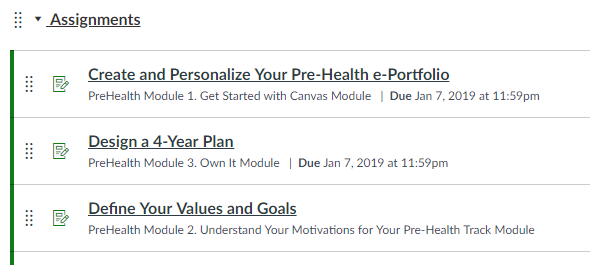 Assignments
Create and Personalize Your Pre-Health e-Portfolio
PreHealth Module 1. Get Started with Canvas Module | Due Jan 7, 2019 at 11:59pm
Design a 4-Year Plan
PreHealth Module 3. Own It Module | Due Jan 7, 2019 at 11:59pm
Define Your Values and Goals
PreHealth Module 2. Understand Your Motivations for Your Pre-Health Track Module